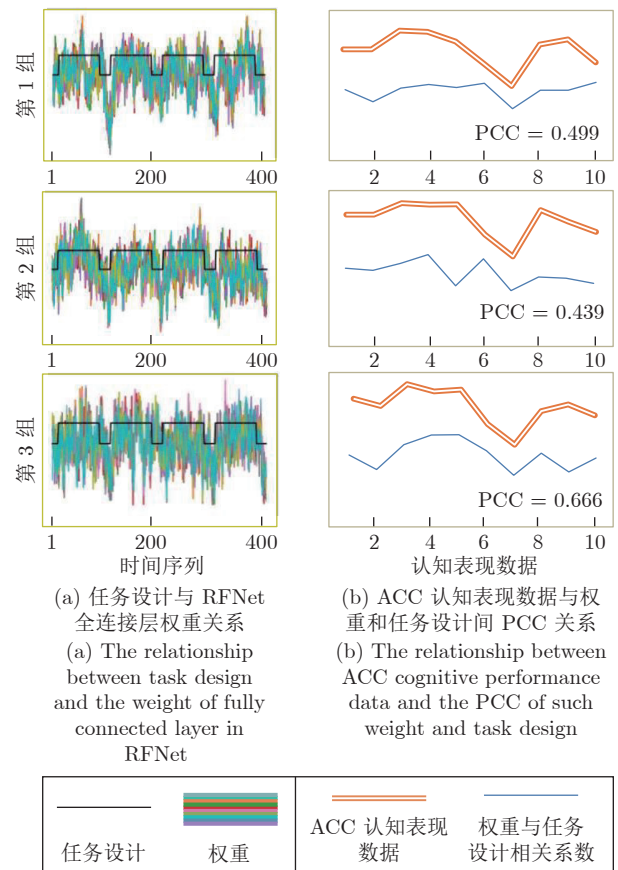 第 1 组
1 200 400
PCC = 0.499
2 4 6 8 10
第 2 组
1 200 400
PCC = 0.439
2 4 6 8 10
第 3 组
1 200 400
PCC = 0.666
2 4 6 8 10
时间序列
认知表现数据
(a) 任务设计与 RFNet
全连接层权重关系
(a) The relationship
between task design
and the weight of fully
connected layer in
RFNet
(b) ACC 认知表现数据与权
重和任务设计间 PCC 关系
(b) The relationship between
ACC cognitive performance
data and the PCC of such
weight and task design
任务设计
权重
ACC 认知表现
数据
权重与任务
设计相关系数